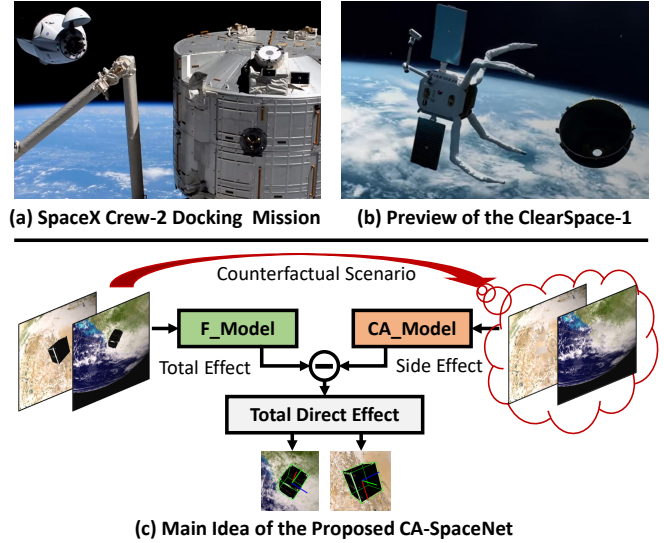 (a) SpaceX Crew-2 Docking Mission
(b) Preview of the ClearSpace-1
Counterfactual Scenario
F_Model
CA_Model
Total Effect
Side Effect
Total Direct Effect
(c) Main Idea of the Proposed CA-SpaceNet